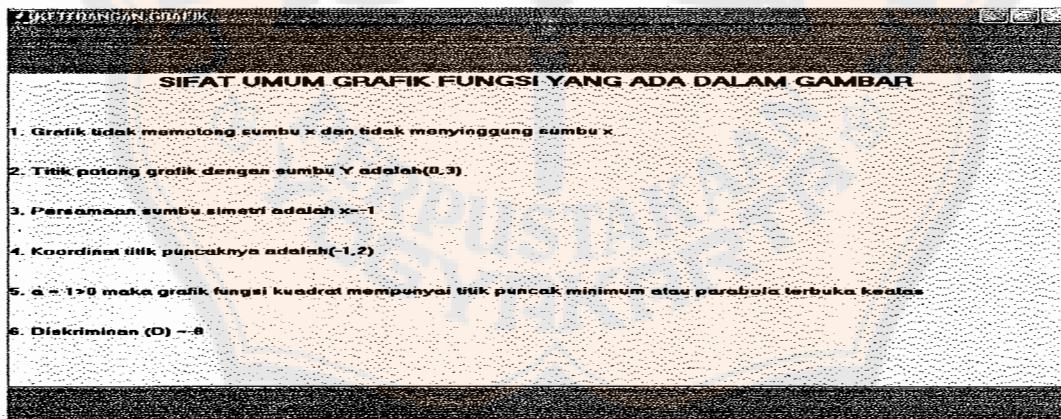 KETERANGAN GRAFIK
SIFAT UMUM GRAFIK FUNGSI YANG ADA DALAM GAMBAR
1. Grafik tidak memotong sumbu x dan tidak menyinggung sumbu x
2. Titik potong grafik dengan sumbu Y adalah(0,3)
3. Persamaan sumbu simetri adalah x=-1
4. Koordinat titik puncaknya adalah(-1,2)
5. a = 1>0 maka grafik fungsi kuadrat mempunyai titik puncak minimum atau parabola terbuka keatas
6. Diskriminan (D) =-8
PERPUSTAKAAN